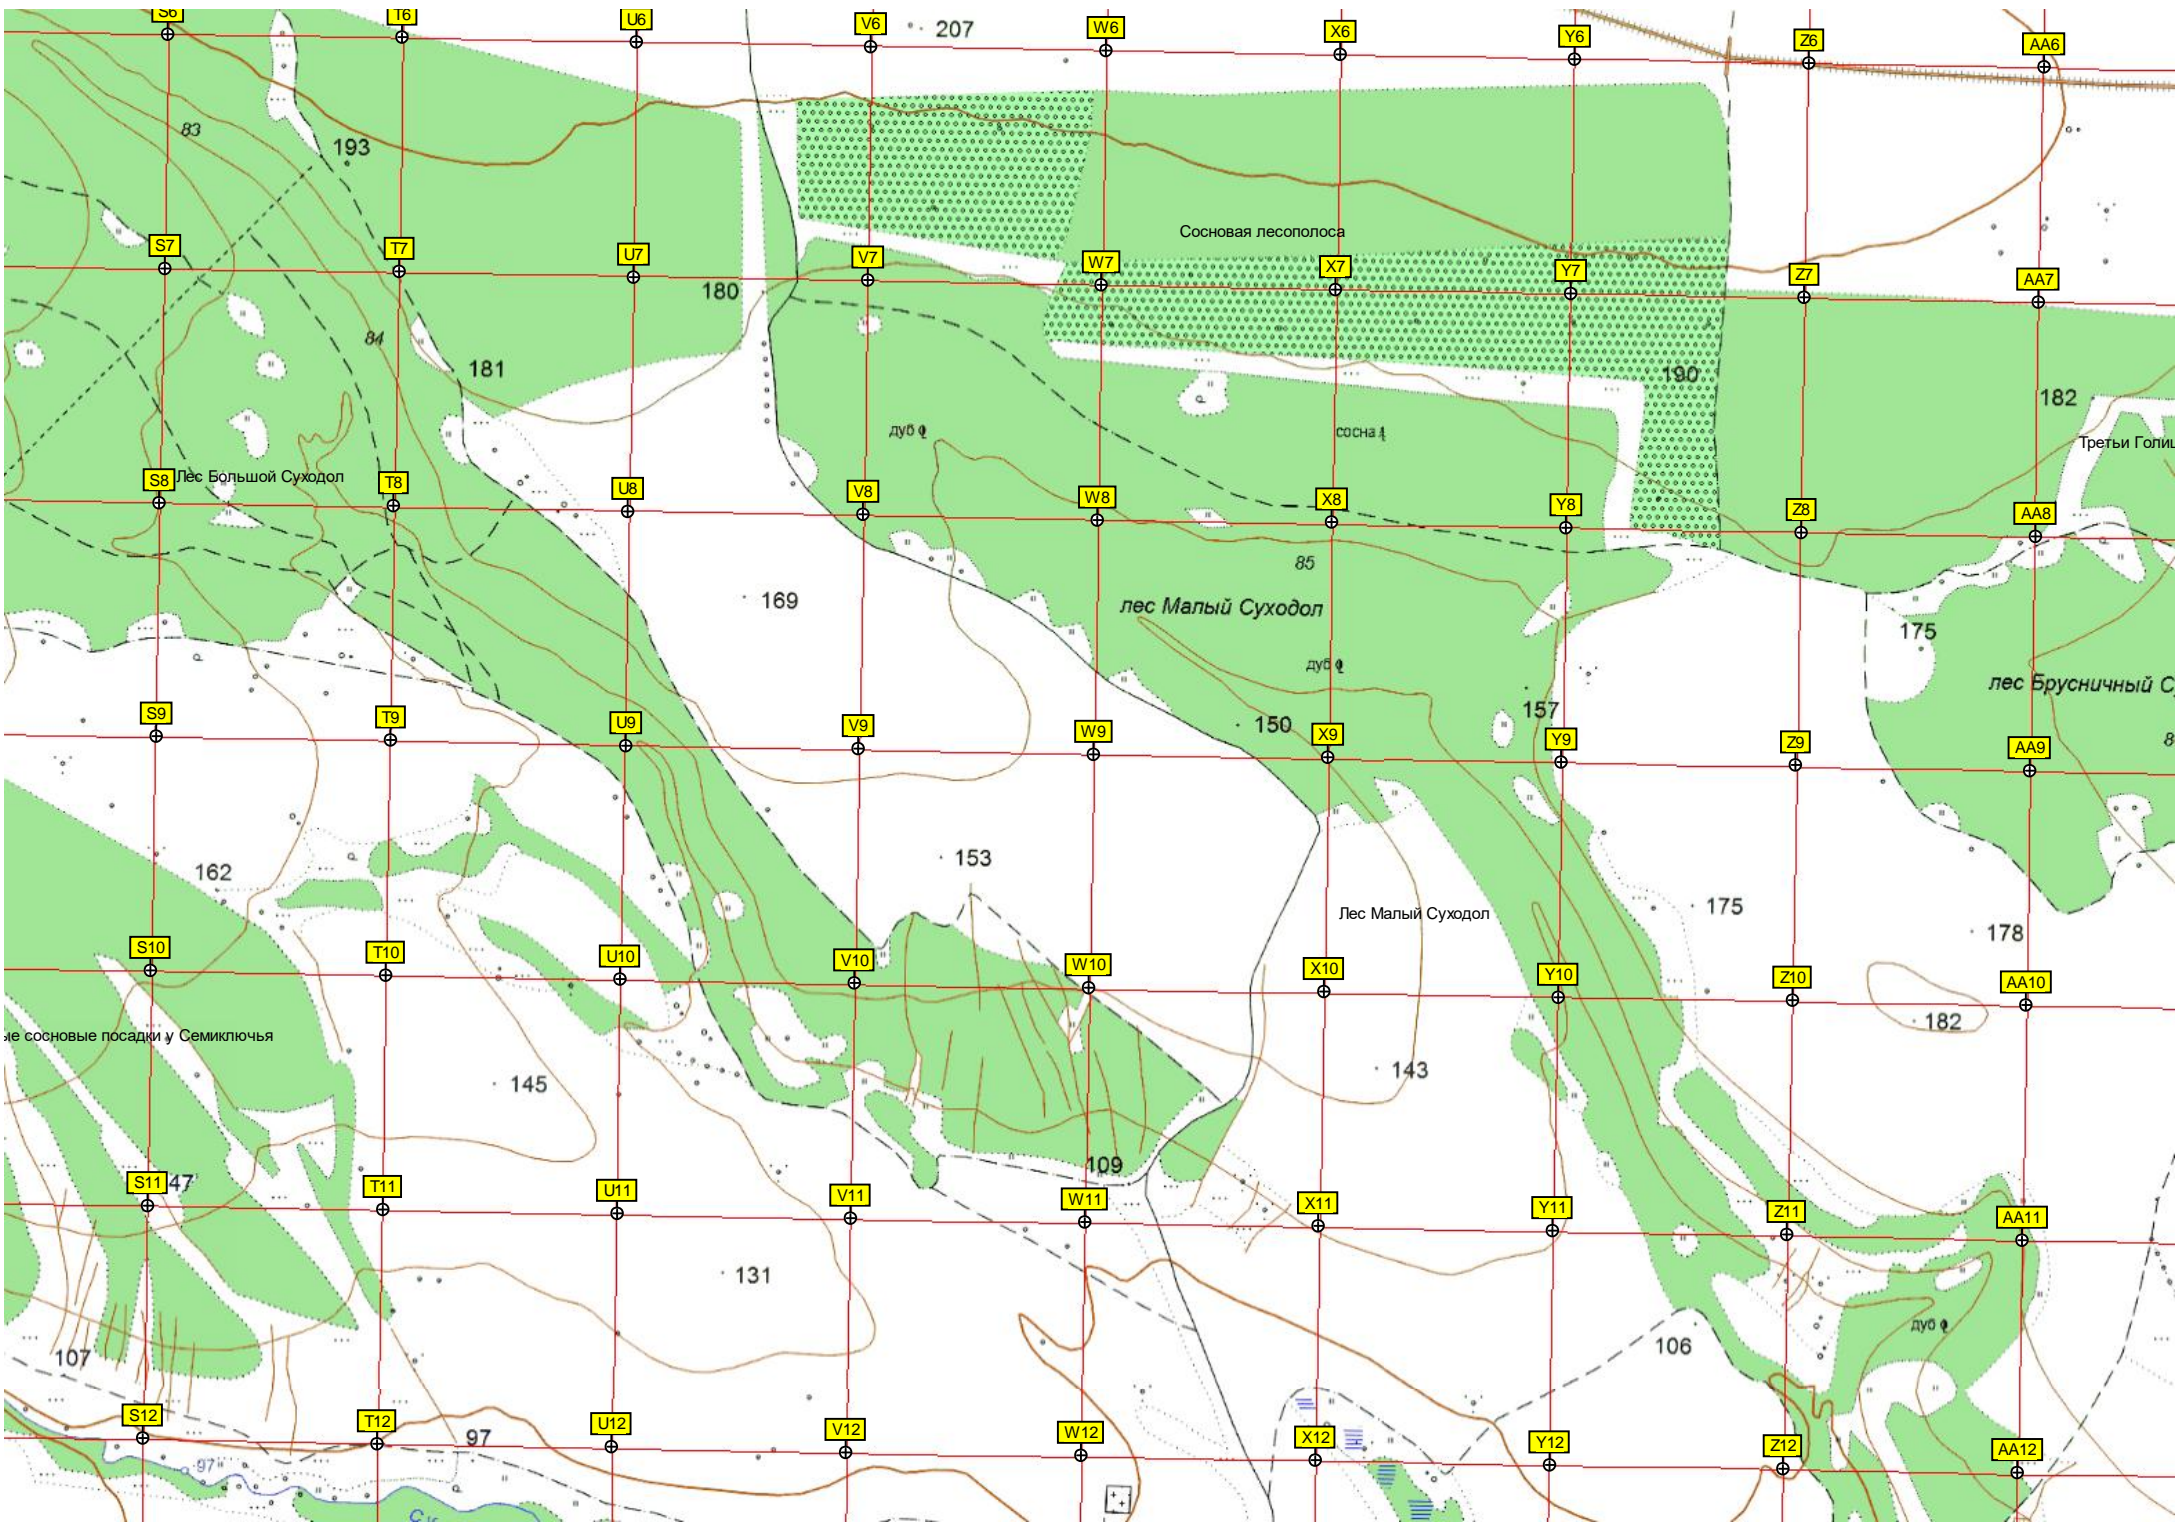 S6
T6
U6
V6
207
W6
X6
Y6
Z6
AA6
83
193
Сосновая лесополоса
S7
T7
U7
V7
W7
X7
Y7
Z7
AA7
180
84
181
190
182
дуб
сосна
Третьи Голи
S8
Лес Большой Суходол
T8
U8
V8
W8
X8
Y8
Z8
AA8
85
169
лес Малый Суходол
175
дуб
лес Брусничный С
157
150
S9
T9
U9
V9
W9
X9
Y9
Z9
AA9
8
153
162
175
Лес Малый Суходол
178
S10
T10
U10
V10
W10
X10
Y10
Z10
AA10
182
ые сосновые посадки у Семиключья
145
143
109
S11
47
T11
U11
V11
W11
X11
Y11
Z11
AA11
131
дуб
106
107
S12
T12
97
U12
V12
W12
X12
Y12
Z12
AA12
97